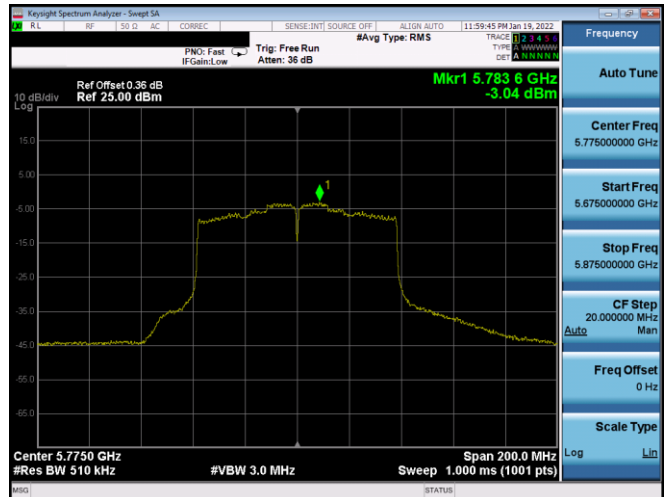 Keysight Spectrum Analyzer - Swept SA
RL RF 50 Ω AC CORREC SENSE:INT SOURCE OFF ALIGN AUTO 11:59:45 PM Jan 19, 2022
#Avg Type: RMS
TRACE 1 2 3 4 5 6
TYPE A WWWWW
DET A N N N N N
PNO: Fast Trig: Free Run
IFGain:Low Atten: 36 dB
Frequency
Auto Tune
Mkr1 5.783 6 GHz
-3.04 dBm
Ref Offset 0.36 dB
10 dB/div Ref 25.00 dBm
Log
15.0
5.00
-5.00
-15.0
-25.0
-35.0
-45.0
-55.0
-65.0
1
Center Freq
5.775000000 GHz
Start Freq
5.675000000 GHz
Stop Freq
5.875000000 GHz
CF Step
20.000000 MHz
Auto Man
Freq Offset
0 Hz
Scale Type
Log Lin
Center 5.7750 GHz Span 200.0 MHz
#Res BW 510 kHz #VBW 3.0 MHz Sweep 1.000 ms (1001 pts)
MSG STATUS